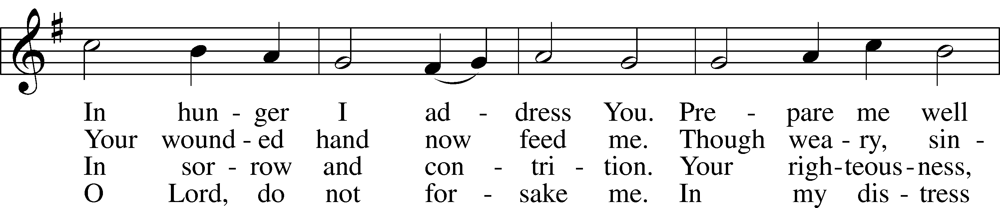 In hun - ger I ad - dress You. Pre - pare me well
Your wound - ed hand now feed me. Though wea - ry, sin -
In sor - row and con - tri - tion. Your righ - teous - ness,
O Lord, do not for - sake me. In my dis - tress